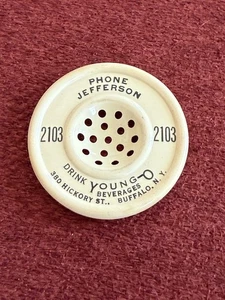 PHONE
JEFFERSON
2103 2103
DRINK YOUNG
BEVERAGES
380 HICKORY ST., BUFFALO, N.Y.